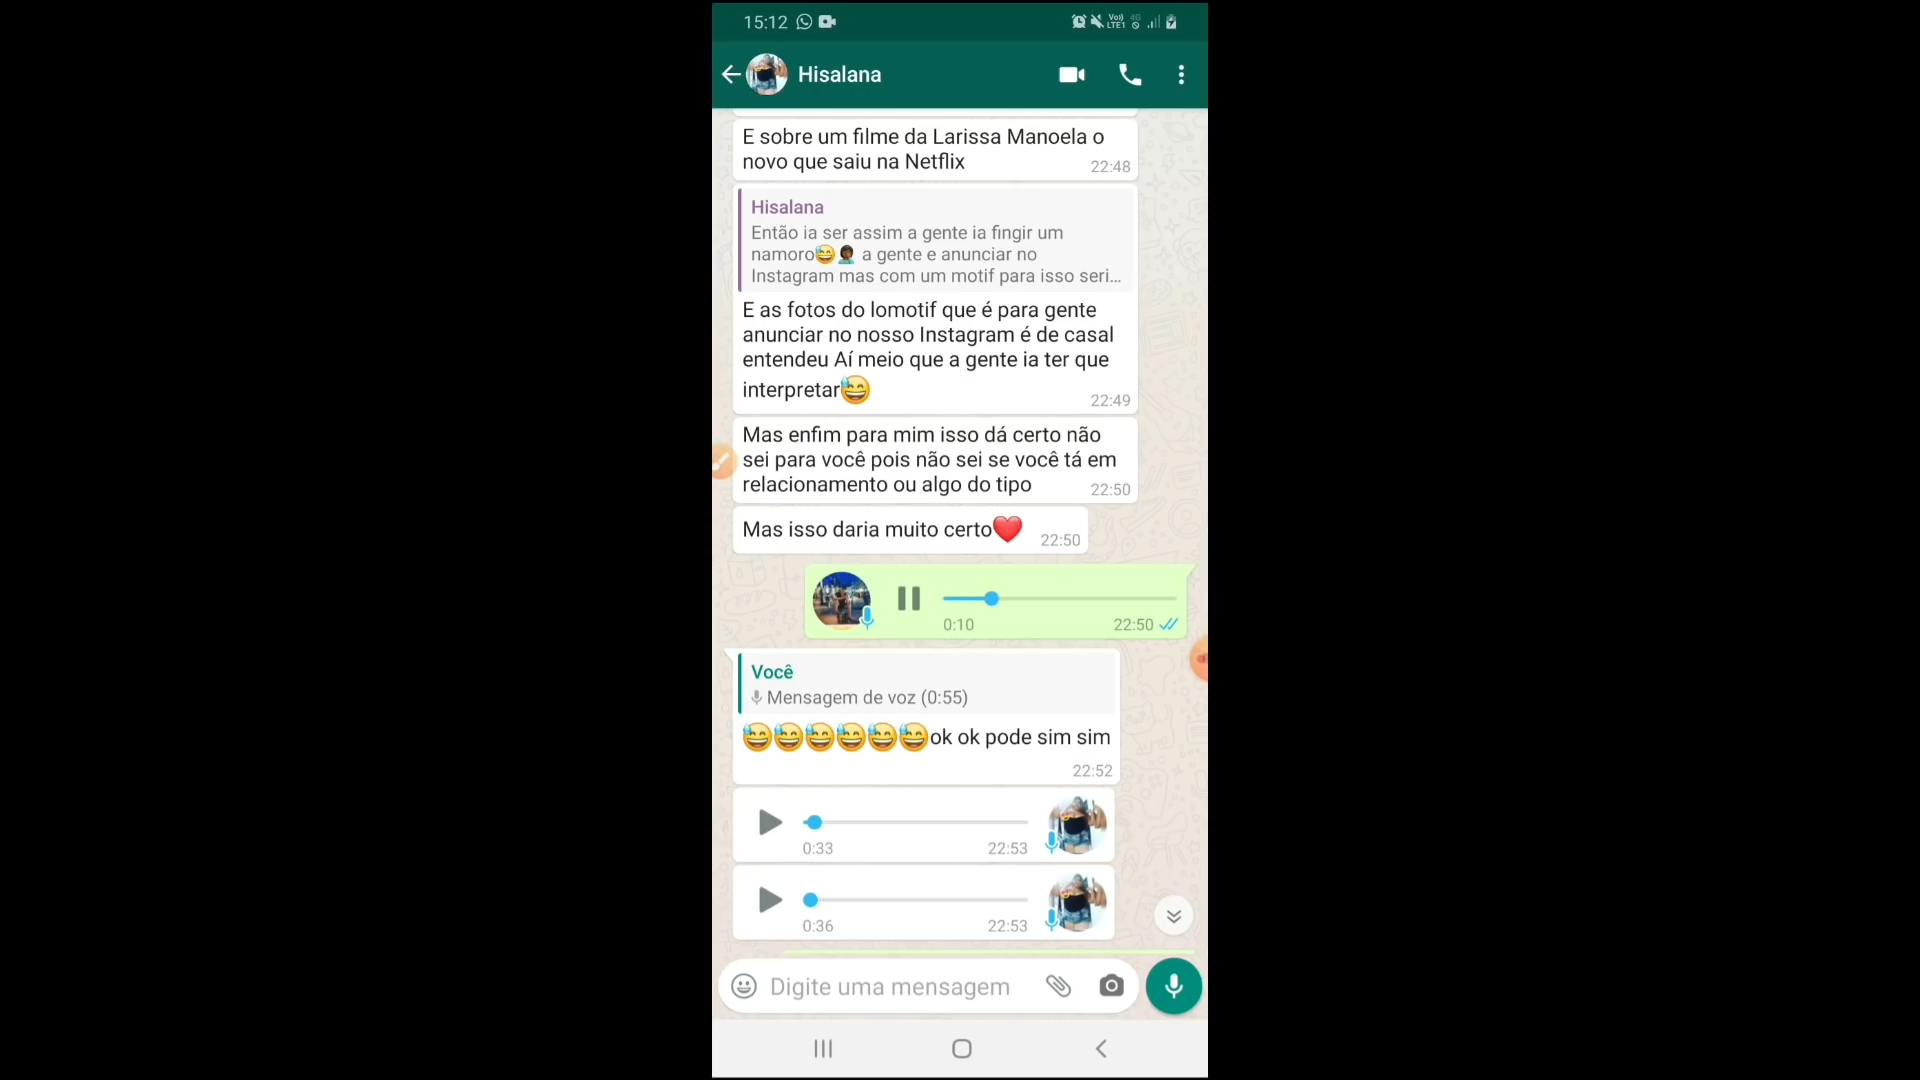 15:12
Vo))
LTE1
4G
Hisalana
E sobre um filme da Larissa Manoela o
novo que saiu na Netflix
22:48
Hisalana
Então ia ser assim a gente ia fingir um
namoro😅🤦🏾‍♀️ a gente e anunciar no
Instagram mas com um motif para isso seri...
E as fotos do lomotif que é para gente
anunciar no nosso Instagram é de casal
entendeu Aí meio que a gente ia ter que
interpretar😅
22:49
Mas enfim para mim isso dá certo não
sei para você pois não sei se você tá em
relacionamento ou algo do tipo
22:50
Mas isso daria muito certo❤️
22:50
0:10
22:50
Você
Mensagem de voz (0:55)
😅😅😅😅😅😅ok ok pode sim sim
22:52
0:33
22:53
0:36
22:53
Digite uma mensagem